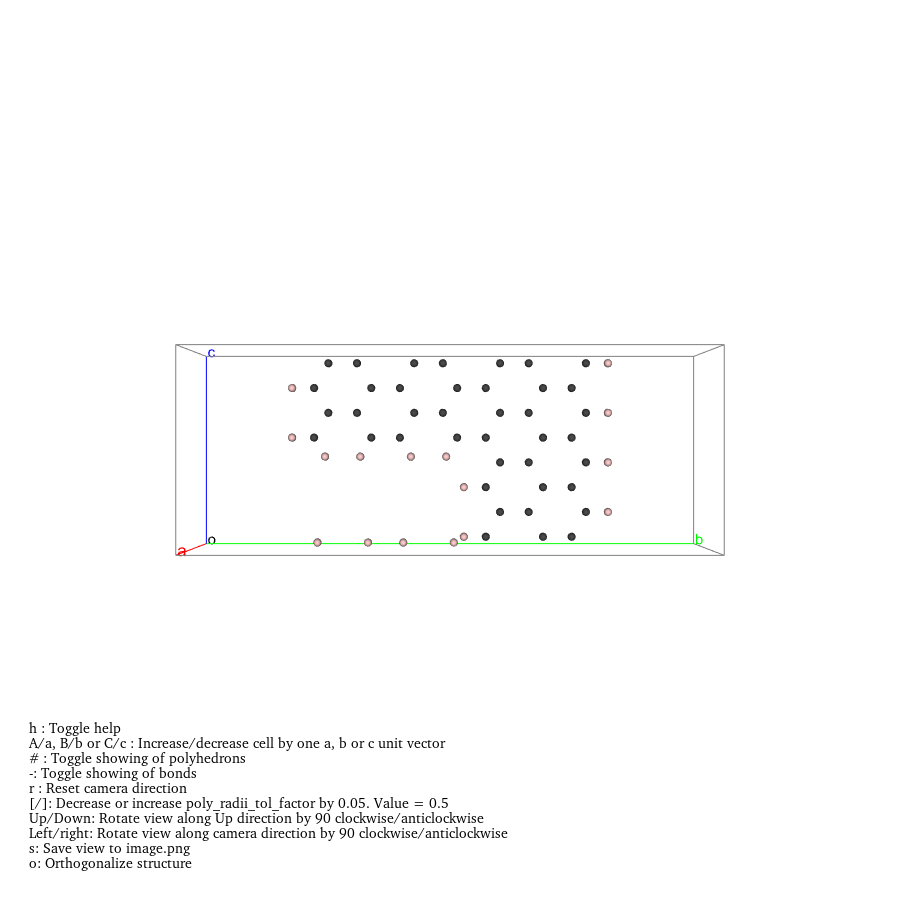 c
o
a
b
h : Toggle help
A/a, B/b or C/c : Increase/decrease cell by one a, b or c unit vector
# : Toggle showing of polyhedrons
-: Toggle showing of bonds
r : Reset camera direction
[/]: Decrease or increase poly_radii_tol_factor by 0.05. Value = 0.5
Up/Down: Rotate view along Up direction by 90 clockwise/anticlockwise
Left/right: Rotate view along camera direction by 90 clockwise/anticlockwise
s: Save view to image.png
o: Orthogonalize structure